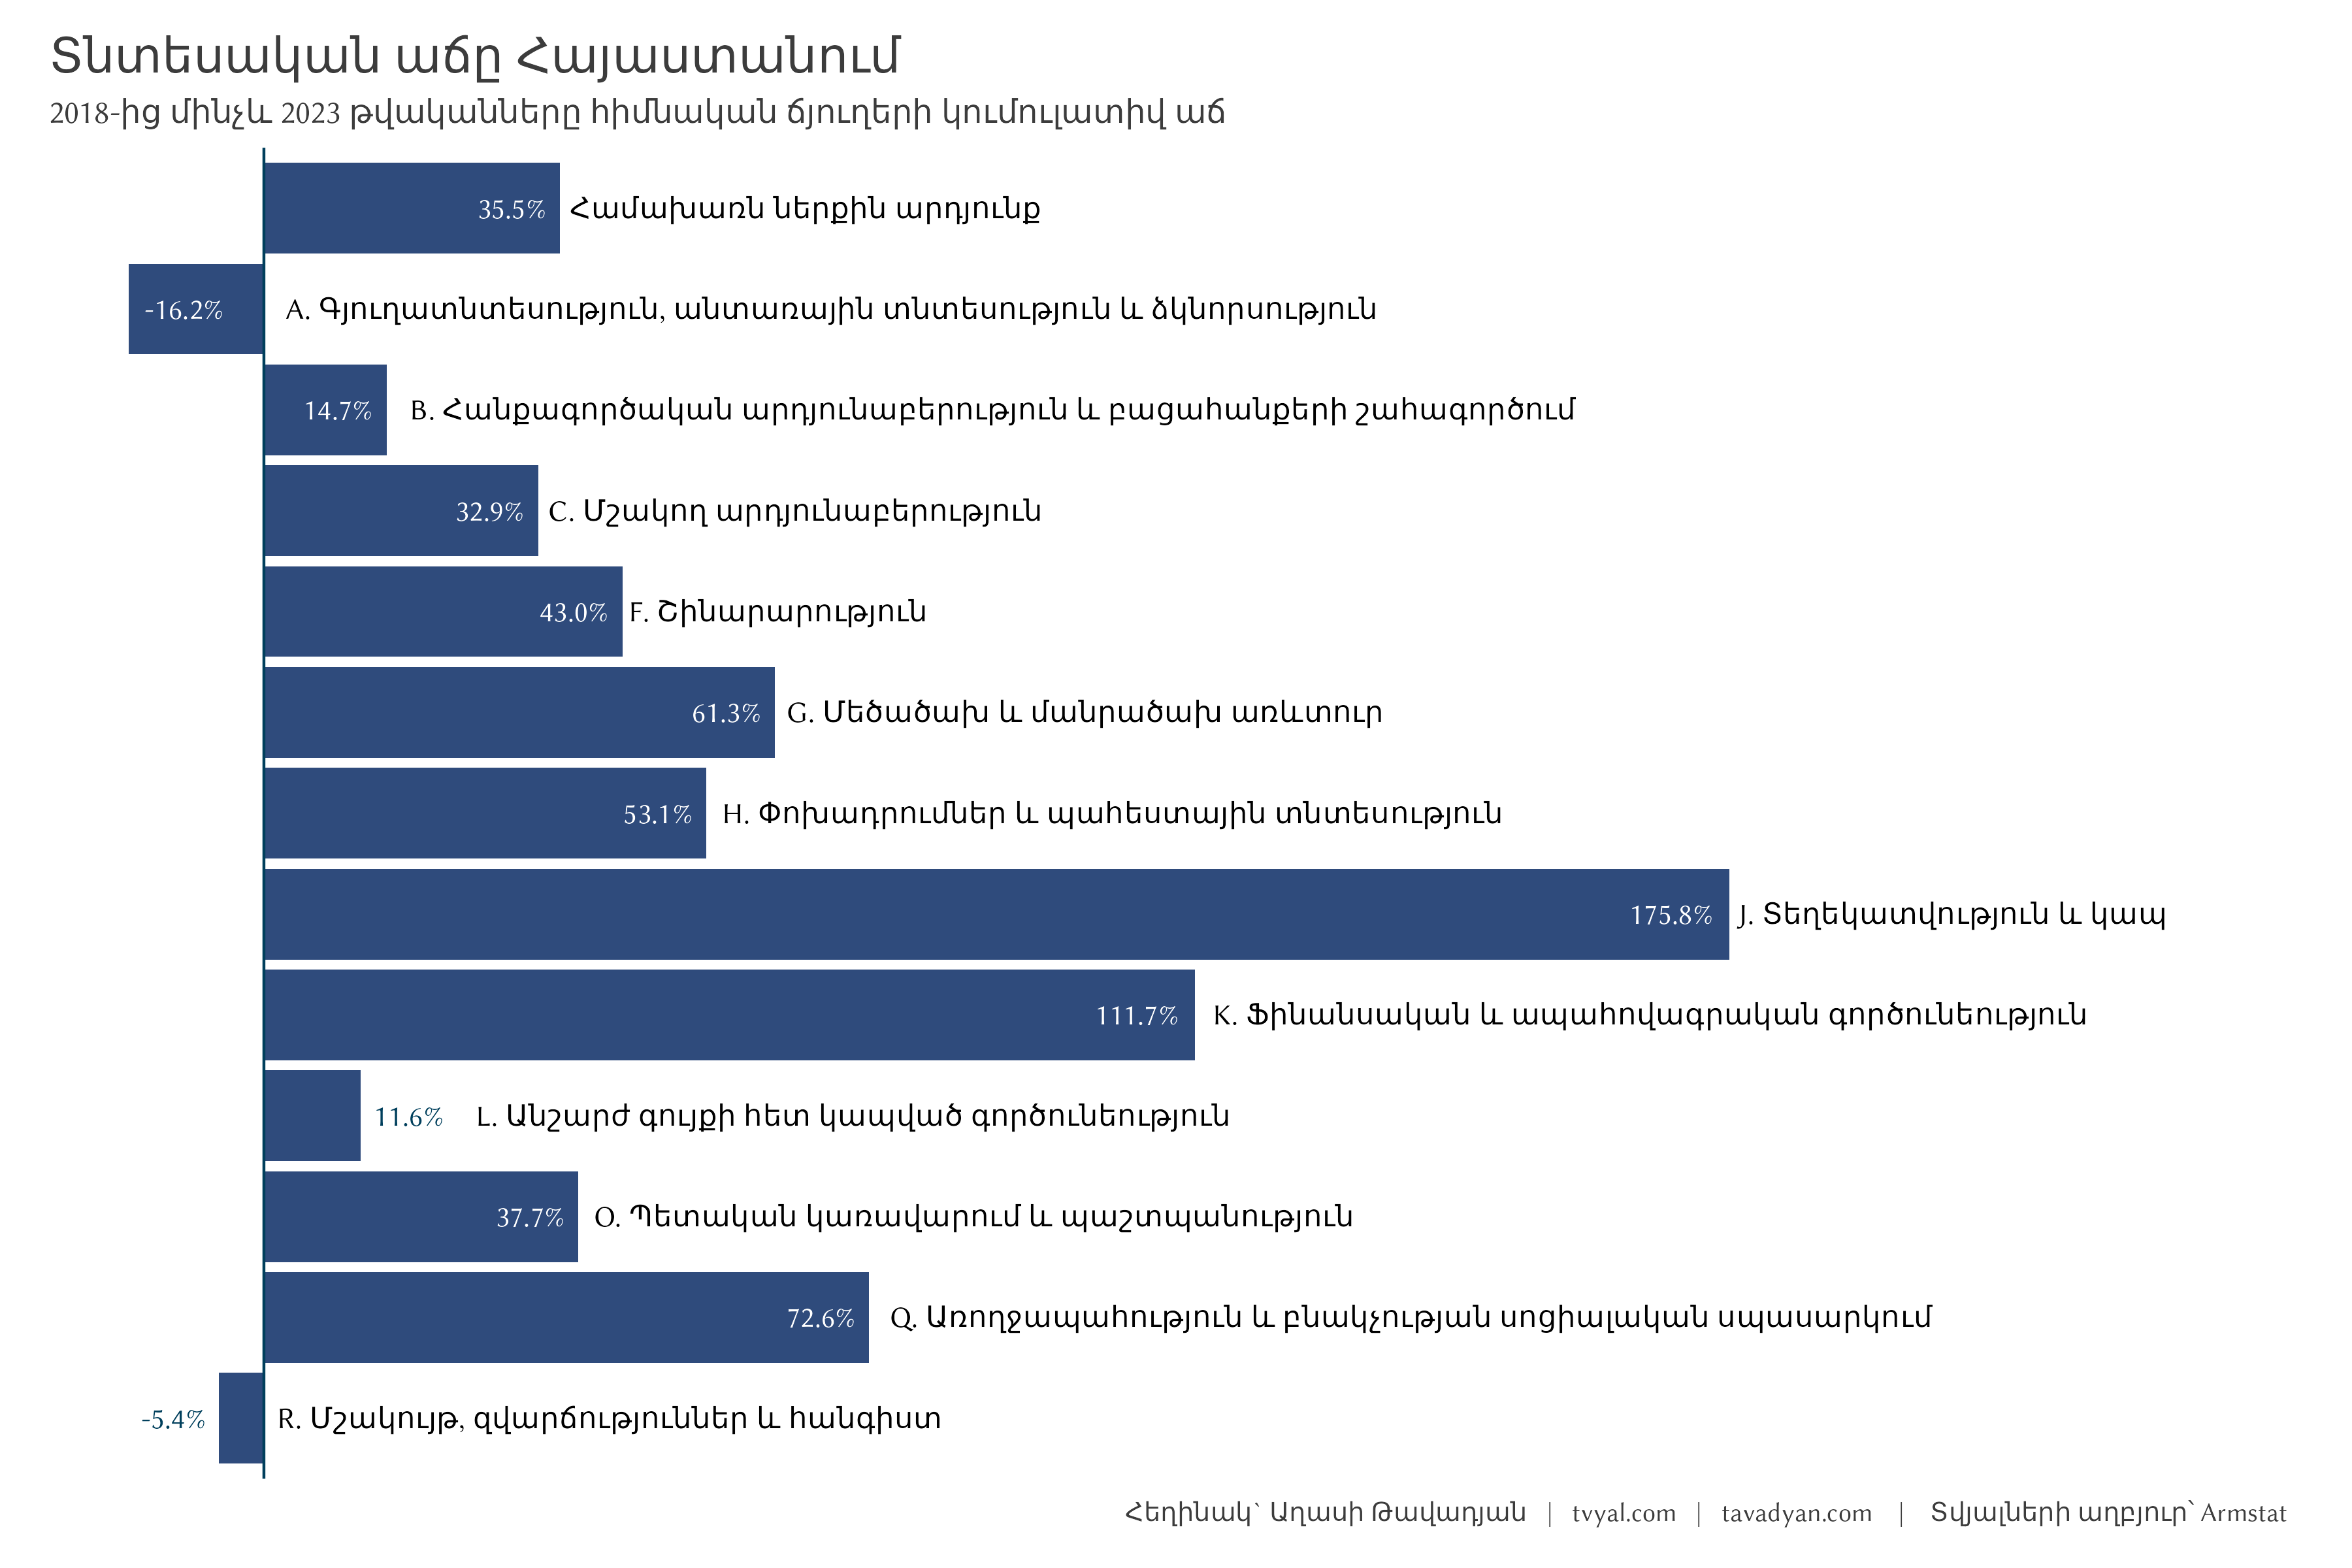 Տնտեսական աճը Հայաստանում
2018-ից մինչև 2023 թվականները հիմնական ճյուղերի կումուլատիվ աճ
35.5% Համախառն ներքին արդյունք
-16.2% A. Գյուղատնտեսություն, անտառային տնտեսություն և ձկնորսություն
14.7% B. Հանքագործական արդյունաբերություն և բացահանքերի շահագործում
32.9% C. Մշակող արդյունաբերություն
43.0% F. Շինարարություն
61.3% G. Մեծածախ և մանրածախ առևտուր
53.1% H. Փոխադրումներ և պահեստային տնտեսություն
175.8% J. Տեղեկատվություն և կապ
111.7% K. Ֆինանսական և ապահովագրական գործունեություն
11.6% L. Անշարժ գույքի հետ կապված գործունեություն
37.7% O. Պետական կառավարում և պաշտպանություն
72.6% Q. Առողջապահություն և բնակչության սոցիալական սպասարկում
-5.4% R. Մշակույթ, զվարճություններ և հանգիստ
Հեղինակ` Աղասի Թավադյան | tvyal.com | tavadyan.com | Տվյալների աղբյուր` Armstat